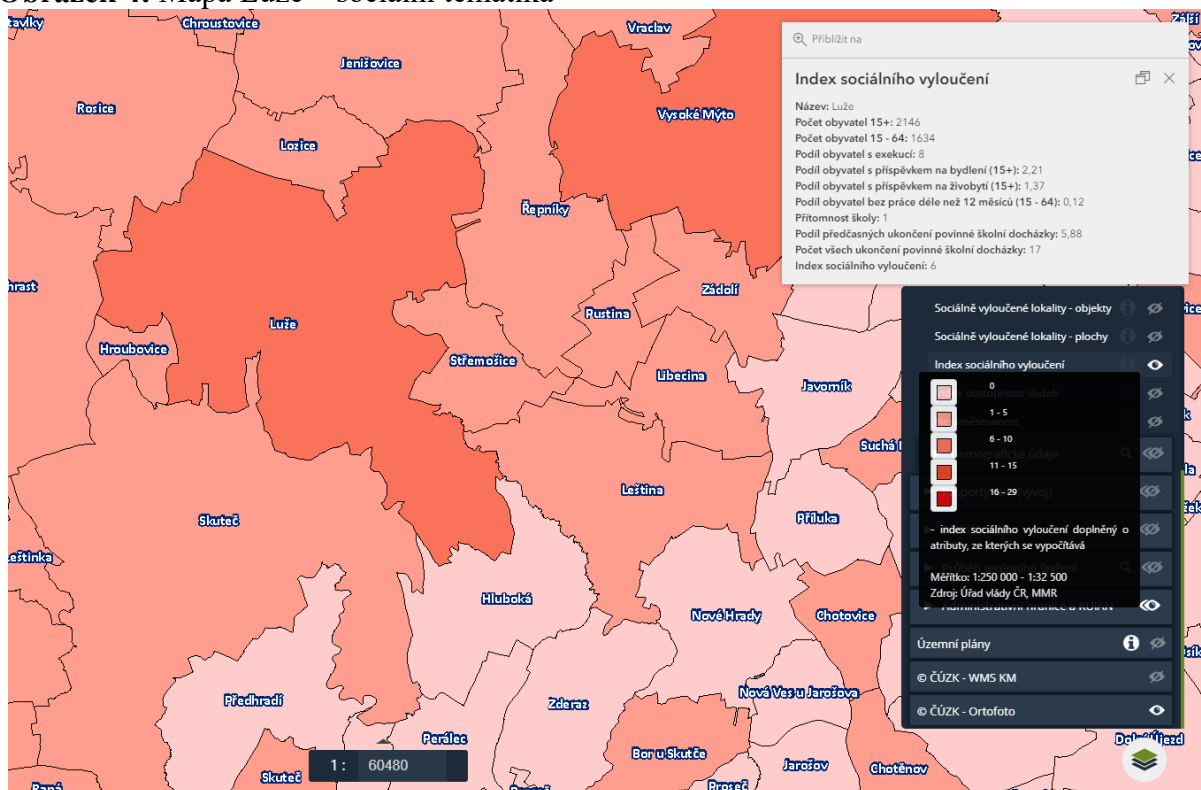 Obrázek 4: Mapa Luže – sociální tematika
Chroustovice
Vraclav
Jenišovice
Rosice
Vysoké Mýto
Lozice
Řepníky
Zádolí
Pustina
Luže
Hroubovice
Střemošice
Libecina
Javorník
Leština
Skuteč
Příluka
Hluboká
Nové Hrady
Chotovice
Předhradí
Zderaz
Nová Ves u Jarošova
Perálec
Bor u Skutče
Skuteč
Jarošov
Chotěnov
Proseč
Přiblížit na
Index sociálního vyloučení
Název: Luže
Počet obyvatel 15+: 2146
Počet obyvatel 15 - 64: 1634
Podíl obyvatel s exekucí: 8
Podíl obyvatel s příspěvkem na bydlení (15+): 2,21
Podíl obyvatel s příspěvkem na živobytí (15+): 1,37
Podíl obyvatel bez práce déle než 12 měsíců (15 - 64): 0,12
Přítomnost školy: 1
Podíl předčasných ukončení povinné školní docházky: 5,88
Počet všech ukončení povinné školní docházky: 17
Index sociálního vyloučení: 6
Sociálně vyloučené lokality - objekty
Sociálně vyloučené lokality - plochy
Index sociálního vyloučení
0
1 - 5
6 - 10
11 - 15
16 - 29
- index sociálního vyloučení doplněný o
atributy, ze kterých se vypočítává
Měřítko: 1:250 000 - 1:32 500
Zdroj: Úřad vlády ČR, MMR
Územní plány
© ČÚZK - WMS KM
© ČÚZK - Ortofoto
1 : 60480